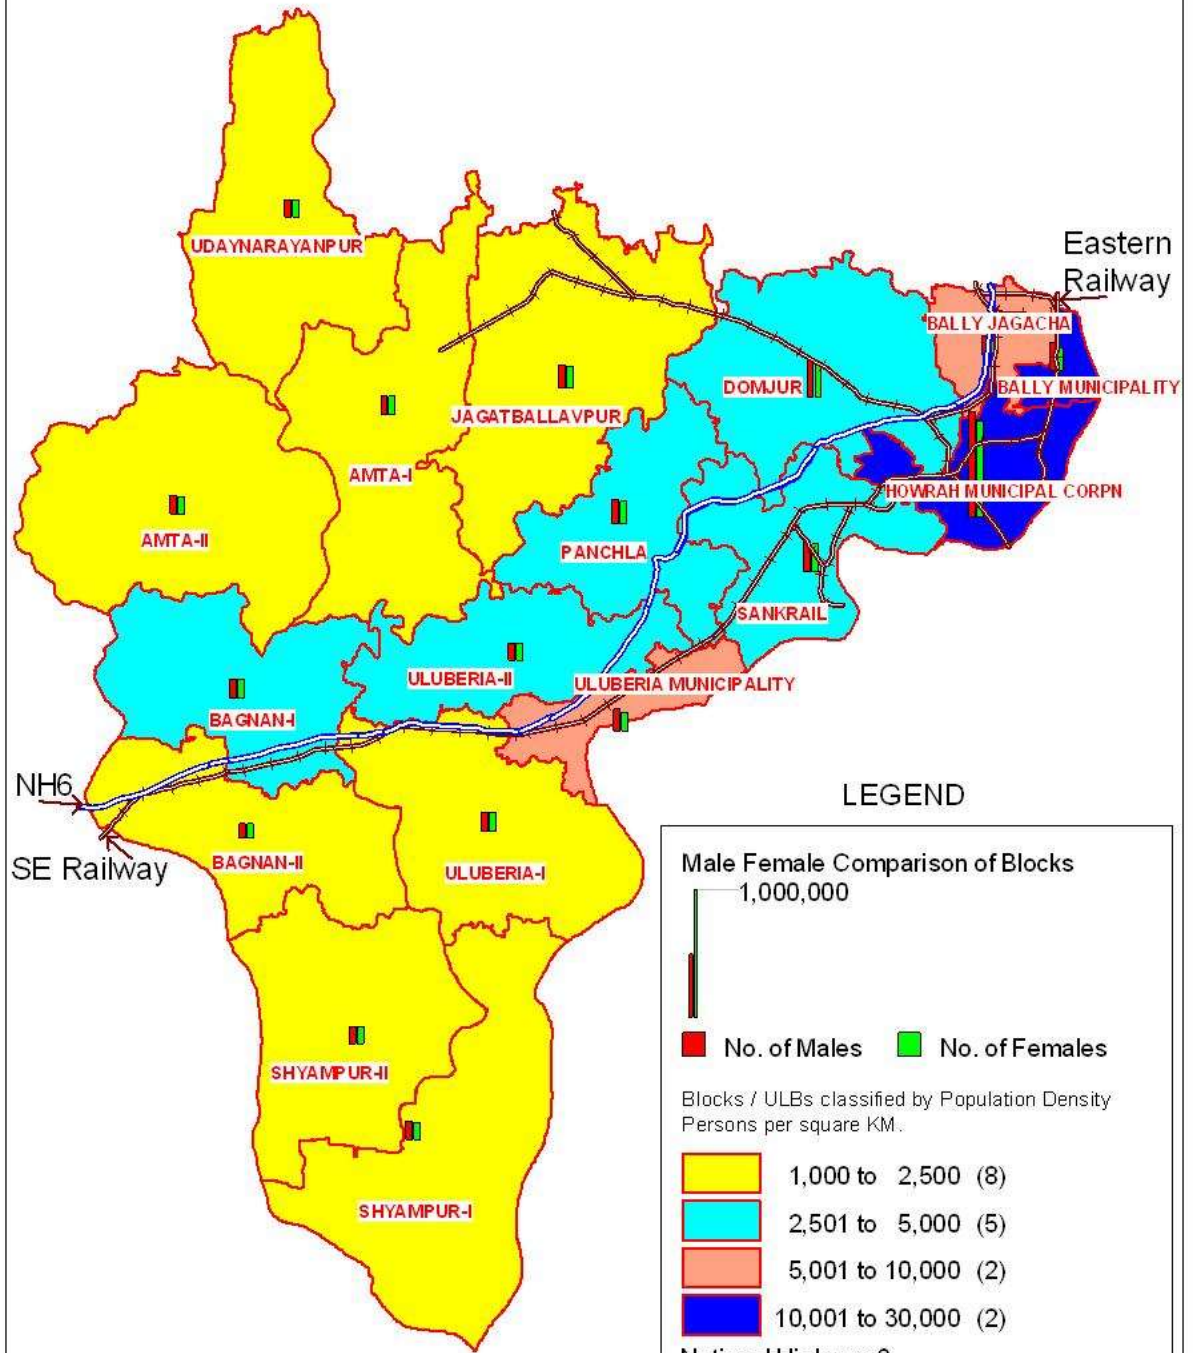 UDAYNARAYANPUR
Eastern
Railway
BALLY JAGACHA
DOMJUR
BALLY MUNICIPALITY
JAGATBALLAVPUR
AMTA-I
HOWRAH MUNICIPAL CORPN
AMTA-II
PANCHLA
SANKRAIL
ULUBERIA-II
ULUBERIA MUNICIPALITY
BAGNAN-I
NH6
LEGEND
SE Railway
BAGNAN-II
ULUBERIA-I
Male Female Comparison of Blocks
1,000,000
No. of Males
No. of Females
SHYAMPUR-II
Blocks / ULBs classified by Population Density
Persons per square KM.
1,000 to 2,500 (8)
SHYAMPUR-I
2,501 to 5,000 (5)
5,001 to 10,000 (2)
10,001 to 30,000 (2)